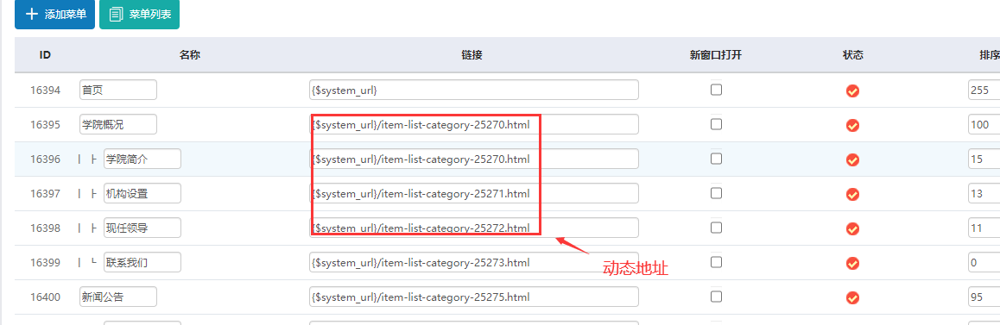 添加菜单 菜单列表
ID 名称 链接 新窗口打开 状态 排序
16394 首页 {$system_url} 255
16395 学院概况 {$system_url}/item-list-category-25270.html 100
16396 学院简介 {$system_url}/item-list-category-25270.html 15
16397 机构设置 {$system_url}/item-list-category-25271.html 13
16398 现任领导 {$system_url}/item-list-category-25272.html 11
16399 联系我们 {$system_url}/item-list-category-25273.html 0
动态地址
16400 新闻公告 {$system_url}/item-list-category-25275.html 95